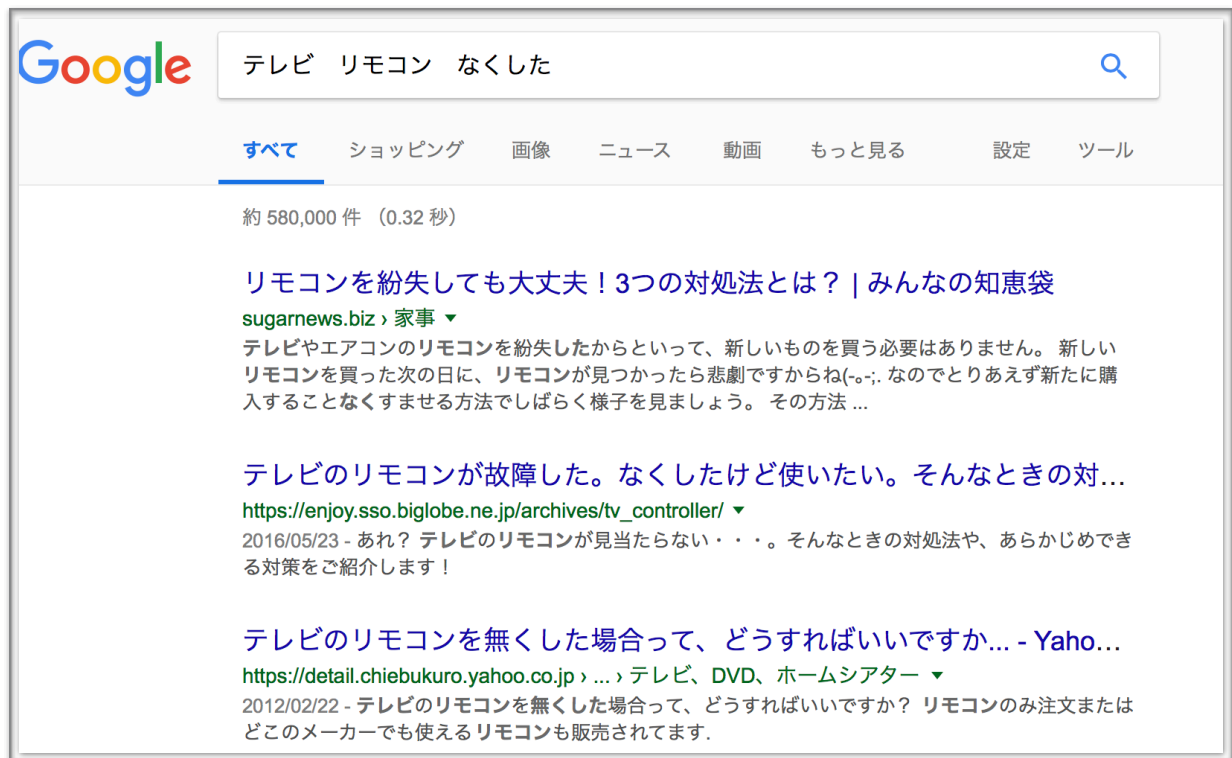 Google
テレビ　リモコン　なくした
すべて ショッピング 画像 ニュース 動画 もっと見る 設定 ツール
約 580,000 件 （0.32 秒）
リモコンを紛失しても大丈夫！3つの対処法とは？ | みんなの知恵袋
sugarnews.biz › 家事 ▼
テレビやエアコンのリモコンを紛失したからといって、新しいものを買う必要はありません。 新しい
リモコンを買った次の日に、リモコンが見つかったら悲劇ですからね(-｡-;. なのでとりあえず新たに購
入することなくすませる方法でしばらく様子を見ましょう。 その方法 ...
テレビのリモコンが故障した。なくしたけど使いたい。そんなときの対...
https://enjoy.sso.biglobe.ne.jp/archives/tv_controller/ ▼
2016/05/23 - あれ？ テレビのリモコンが見当たらない・・・。そんなときの対処法や、あらかじめでき
る対策をご紹介します！
テレビのリモコンを無くした場合って、どうすればいいですか... - Yaho...
https://detail.chiebukuro.yahoo.co.jp › ... › テレビ、DVD、ホームシアター ▼
2012/02/22 - テレビのリモコンを無くした場合って、どうすればいいですか？ リモコンのみ注文または
どこのメーカーでも使えるリモコンも販売されてます.